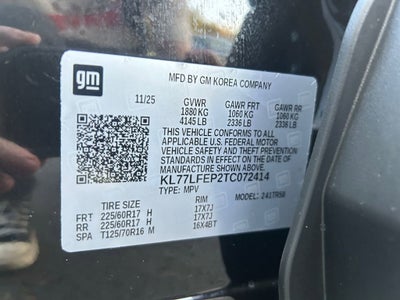 gm
MFD BY GM KOREA COMPANY
11/25 GVWR GAWR FRT GAWR RR
1880 KG 1060 KG 1060 KG
4145 LB 2336 LB 2336 LB
THIS VEHICLE CONFORMS TO ALL
APPLICABLE U.S. FEDERAL MOTOR
VEHICLE SAFETY AND THEFT PREVENTION
STANDARDS IN EFFECT ON THE DATE OF
MANUFACTURE SHOWN ABOVE.
KL77LFEP2TC072414
TYPE: MPV MODEL: 241TR58
TIRE SIZE RIM
FRT 225/60R17 H 17X7J
RR 225/60R17 H 17X7J
SPA T125/70R16 M 16X4BT